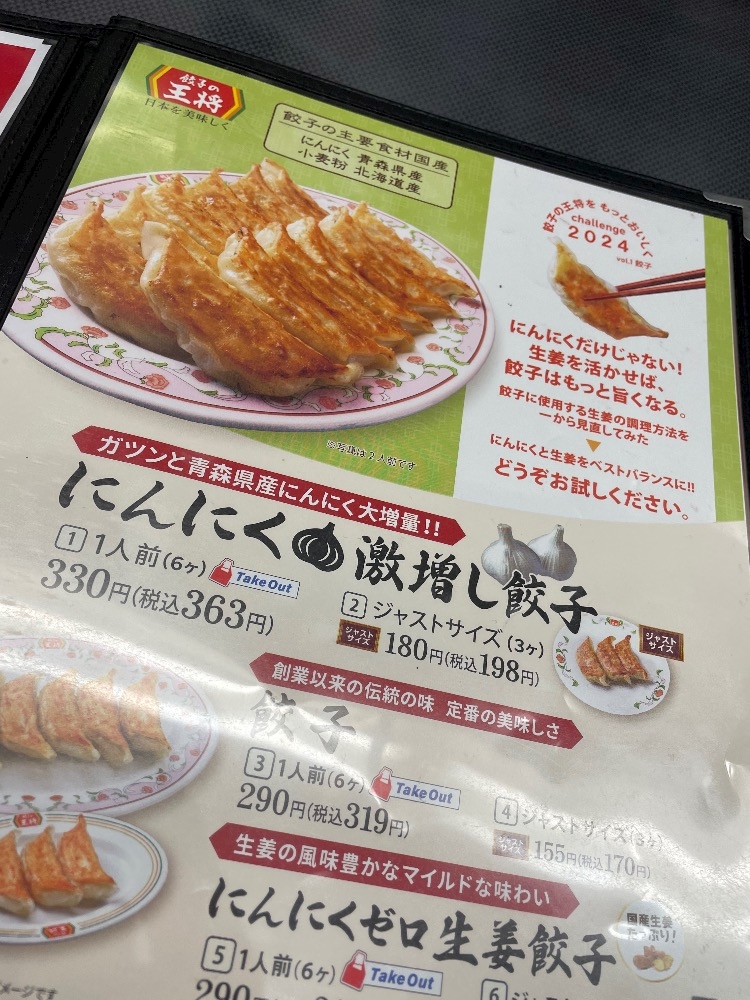 餃子の
王将
日本を美味しく
餃子の主要食材国産
にんにく 青森県産
小麦粉 北海道産
餃子の王将を もっとおいしく
challenge
2024
vol.1 餃子
にんにくだけじゃない!
生姜を活かせば、
餃子はもっと旨くなる。
餃子に使用する生姜の調理方法を
一から見直してみた
にんにくと生姜をベストバランスに!!
どうぞお試しください。
※写真は2人前です
ガツンと青森県産にんにく大増量!!
にんにく激増し餃子
1 1人前(6ヶ) Take Out
330円(税込363円)
2 ジャストサイズ(3ヶ)
ジャスト
サイズ
180円(税込198円)
ジャスト
サイズ
創業以来の伝統の味 定番の美味しさ
餃子
3 1人前(6ヶ) Take Out
290円(税込319円)
4 ジャストサイズ(3ヶ)
155円(税込170円)
生姜の風味豊かなマイルドな味わい
にんにくゼロ生姜餃子
国産生姜
たっぷり!
5 1人前(6ヶ) Take Out
290円
6
メージです